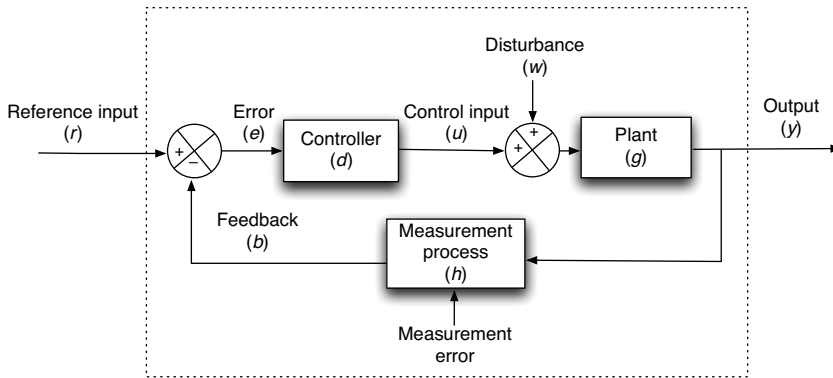 Disturbance
(w)
Reference input
(r)
Error
(e)
Controller
(d)
Control input
(u)
Plant
(g)
Output
(y)
+
−
+
+
Feedback
(b)
Measurement
process
(h)
Measurement
error